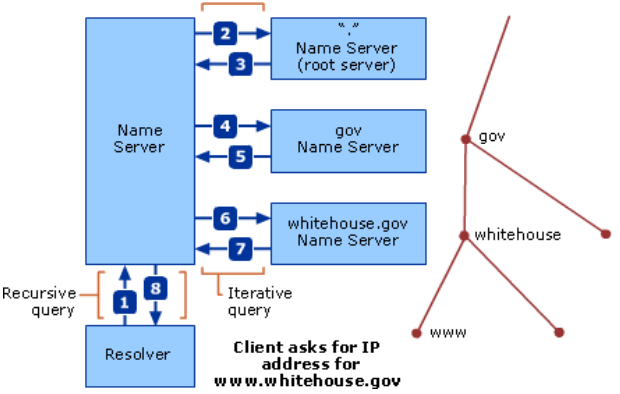 2
“.”
Name Server
(root server)
3
Name
Server
4
gov
Name Server
5
gov
6
whitehouse.gov
Name Server
7
whitehouse
Recursive
query
1
8
Iterative
query
Resolver
Client asks for IP
address for
www.whitehouse.gov
www